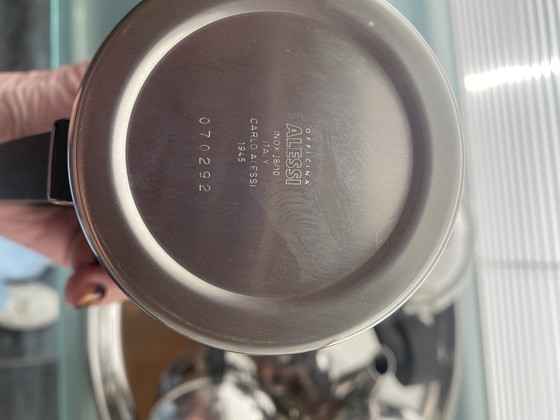 OFFICINA
ALESSI
INOX 18/10
ITALY
CARLO ALESSI
1945
070292